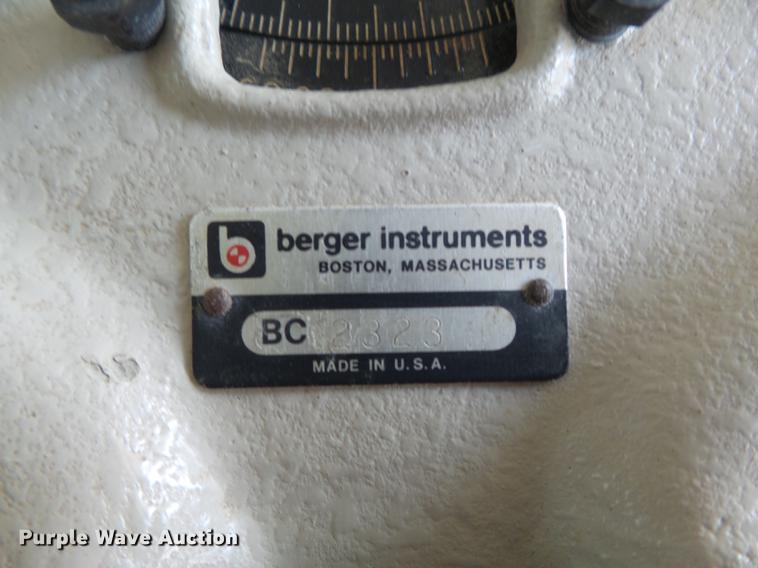 b berger instruments
BOSTON, MASSACHUSETTS
BC 2323
MADE IN U.S.A.
Purple Wave Auction